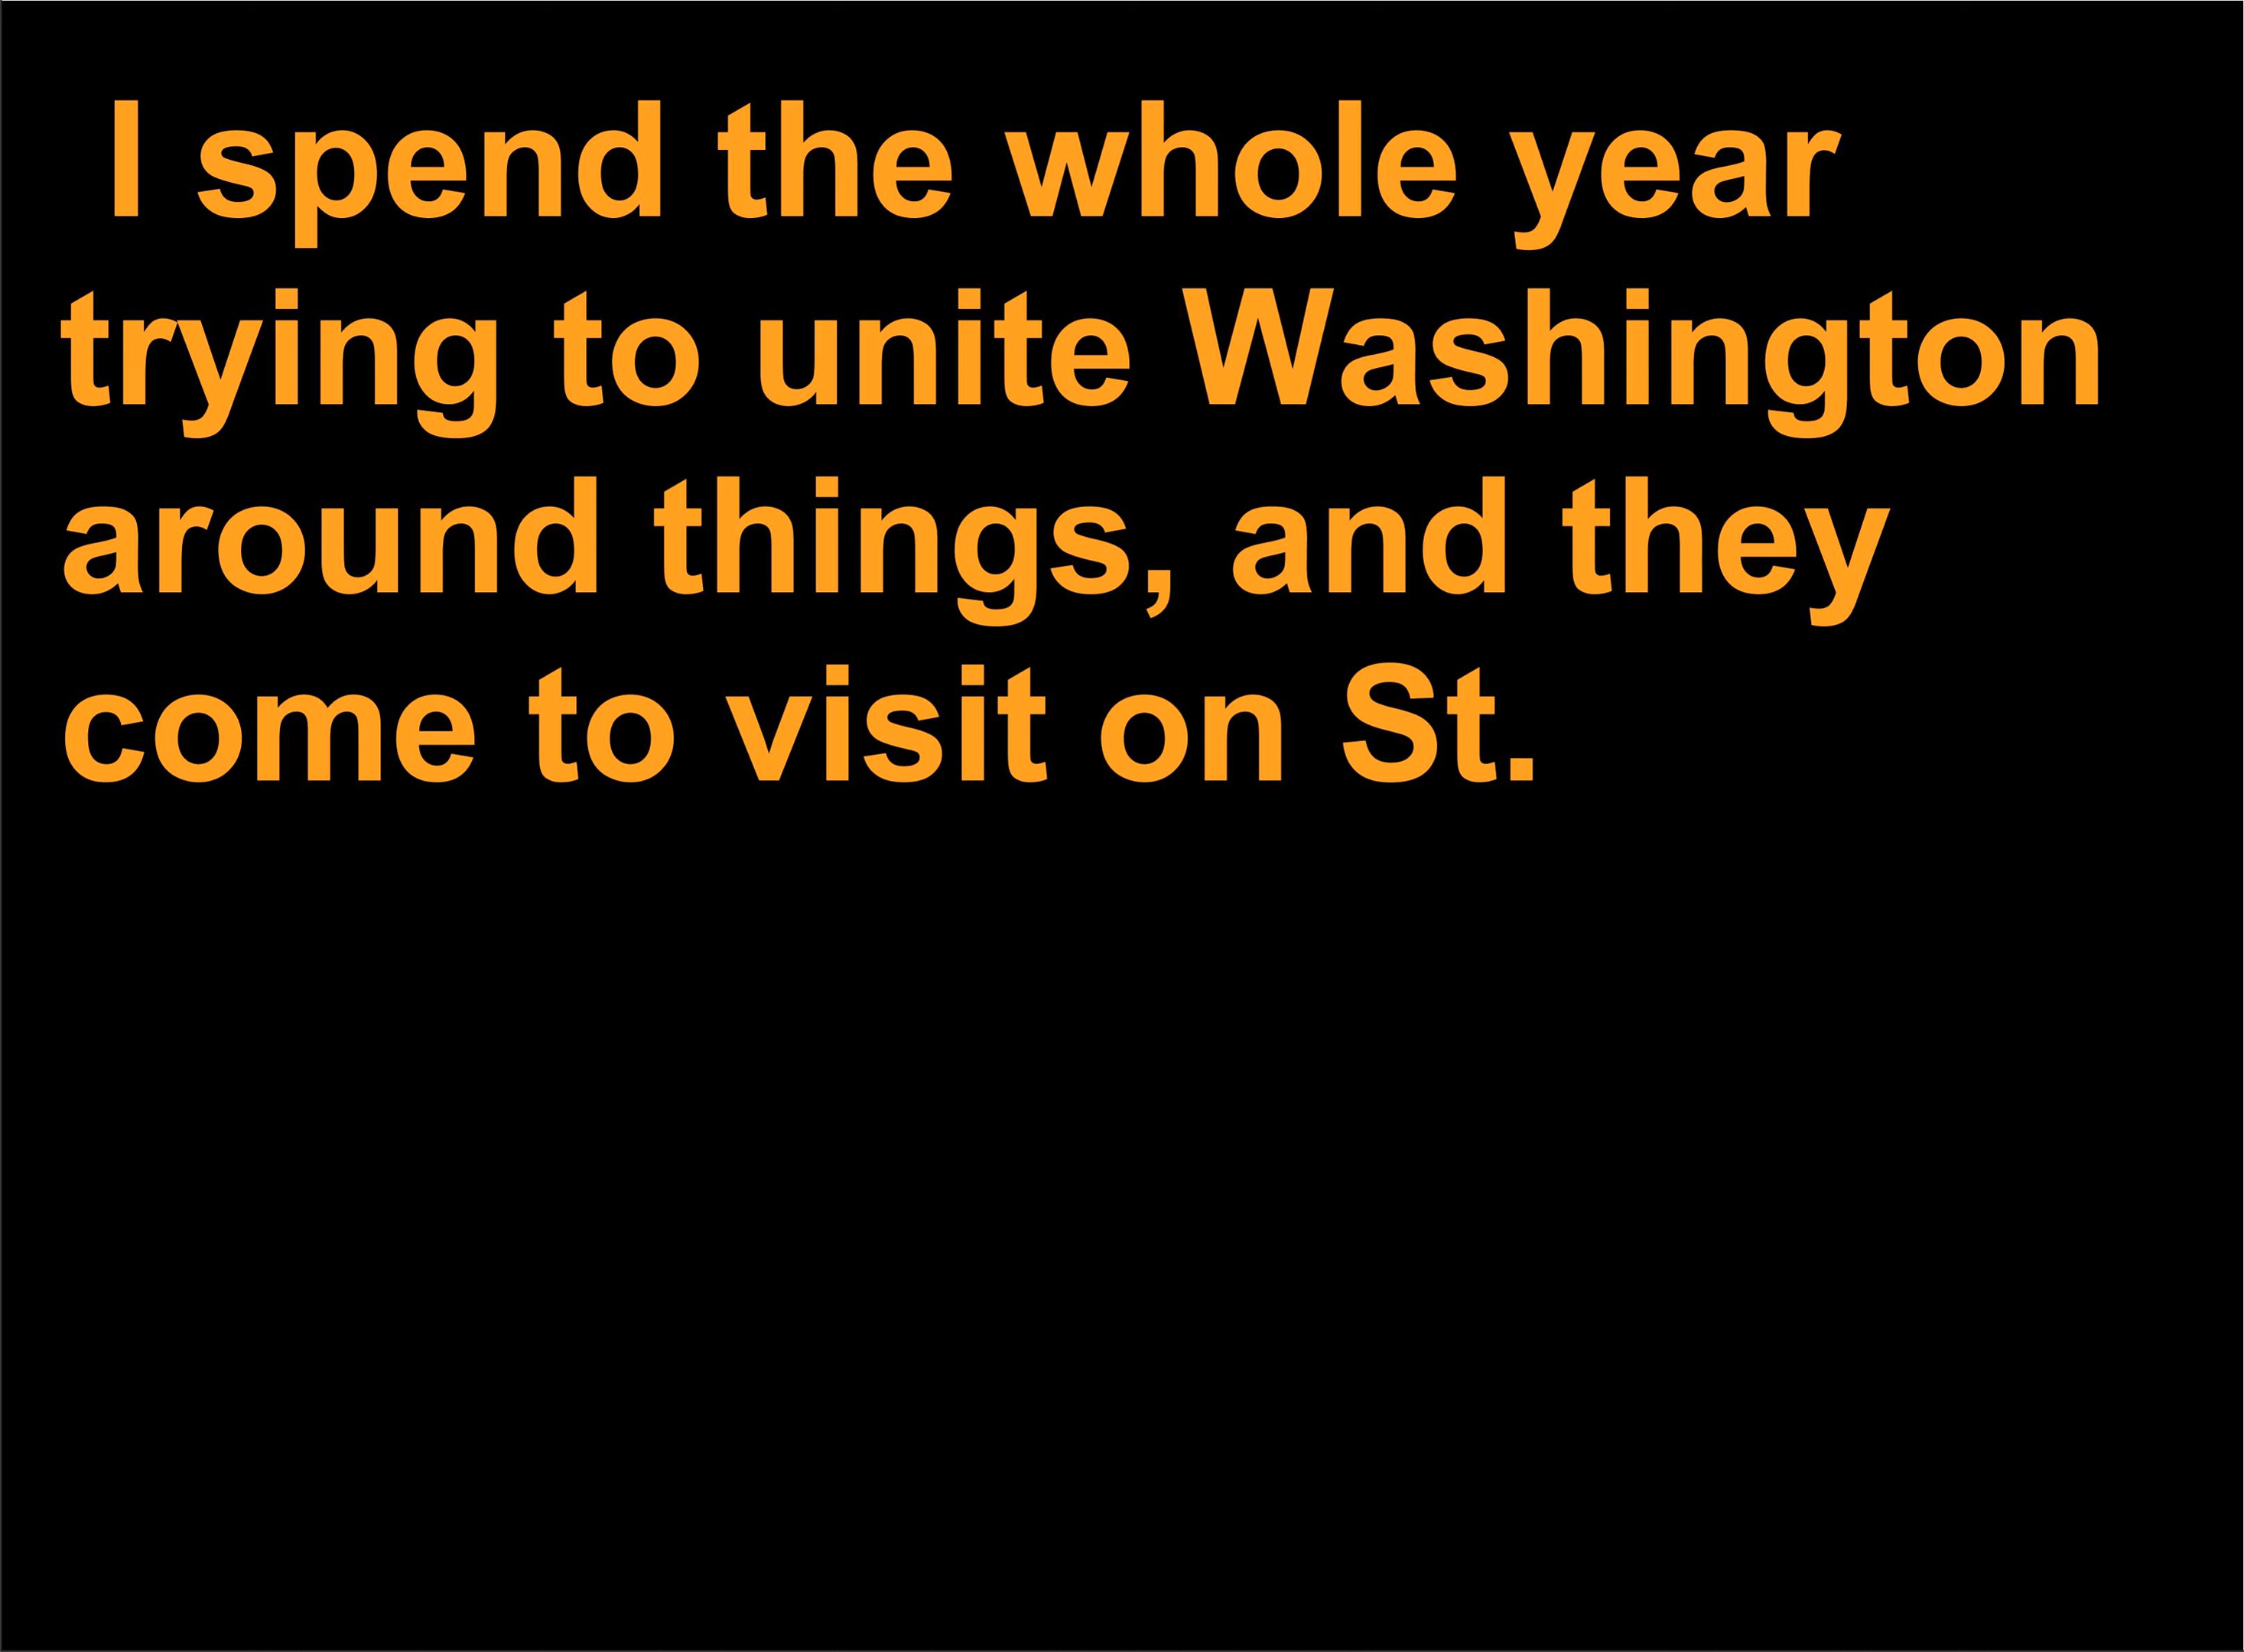 I spend the whole year
trying to unite Washington
around things, and they
come to visit on St.